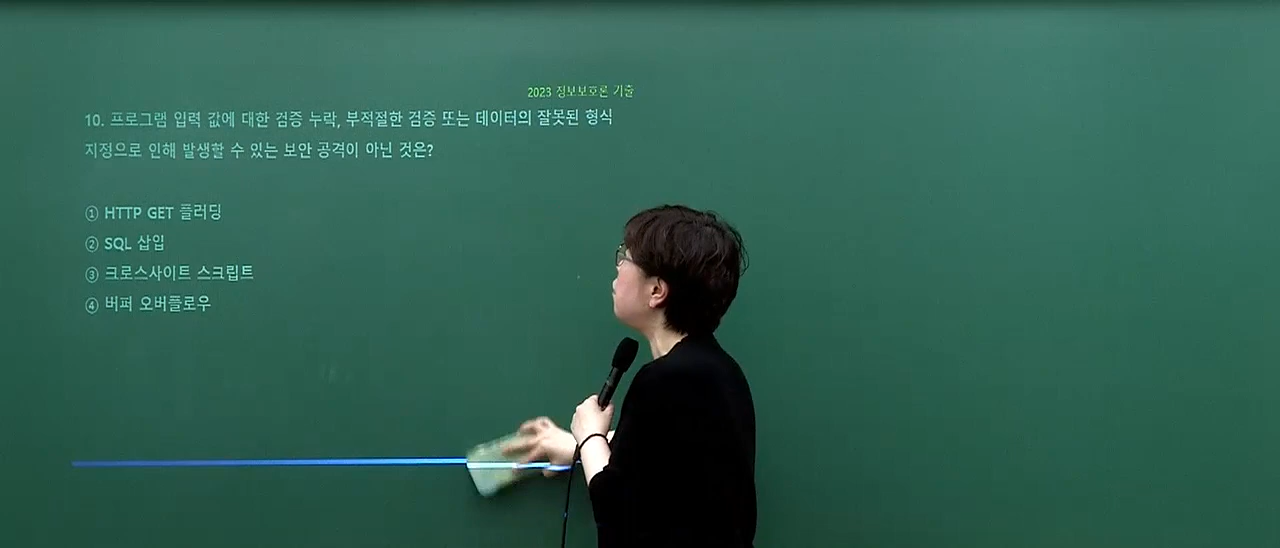 2023 정보보호론 기출
10. 프로그램 입력 값에 대한 검증 누락, 부적절한 검증 또는 데이터의 잘못된 형식
지정으로 인해 발생할 수 있는 보안 공격이 아닌 것은?
① HTTP GET 플러딩
② SQL 삽입
③ 크로스사이트 스크립트
④ 버퍼 오버플로우